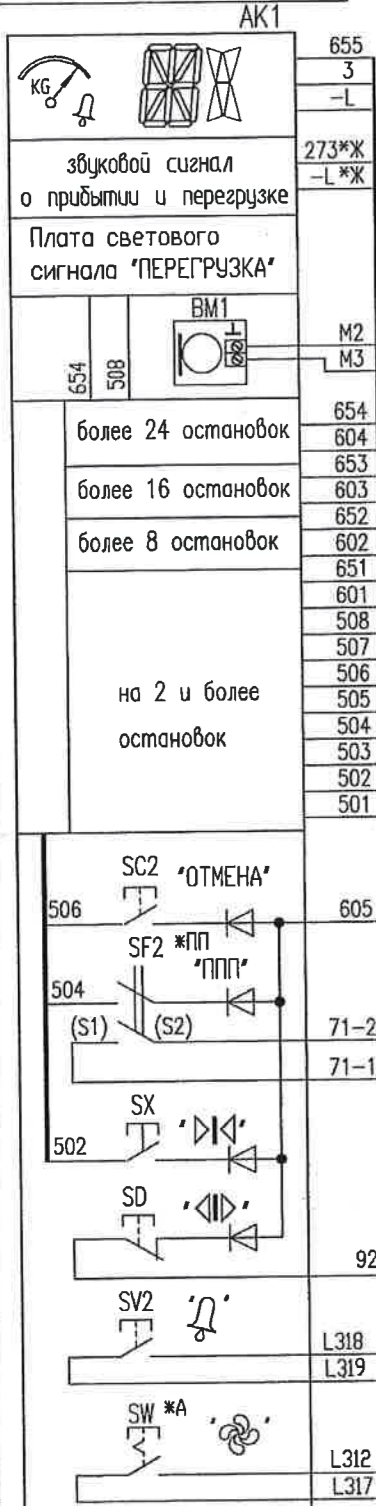 AK1
KG
655
3
-L
звуковой сигнал
о прибытии и перегрузке
273*Ж
-L*Ж
Плата светового
сигнала "ПЕРЕГРУЗКА"
654
508
BM1
M2
M3
более 24 остановок
654
604
653
более 16 остановок
603
652
более 8 остановок
602
651
601
508
507
506
на 2 и более
остановок
505
504
503
502
501
SC2 "ОТМЕНА"
506
605
SF2 *ПП
"ППП"
504
(S1) (S2)
71-2
71-1
SX
502
SD
92
SV2
L318
L319
SW *A
L312
L317